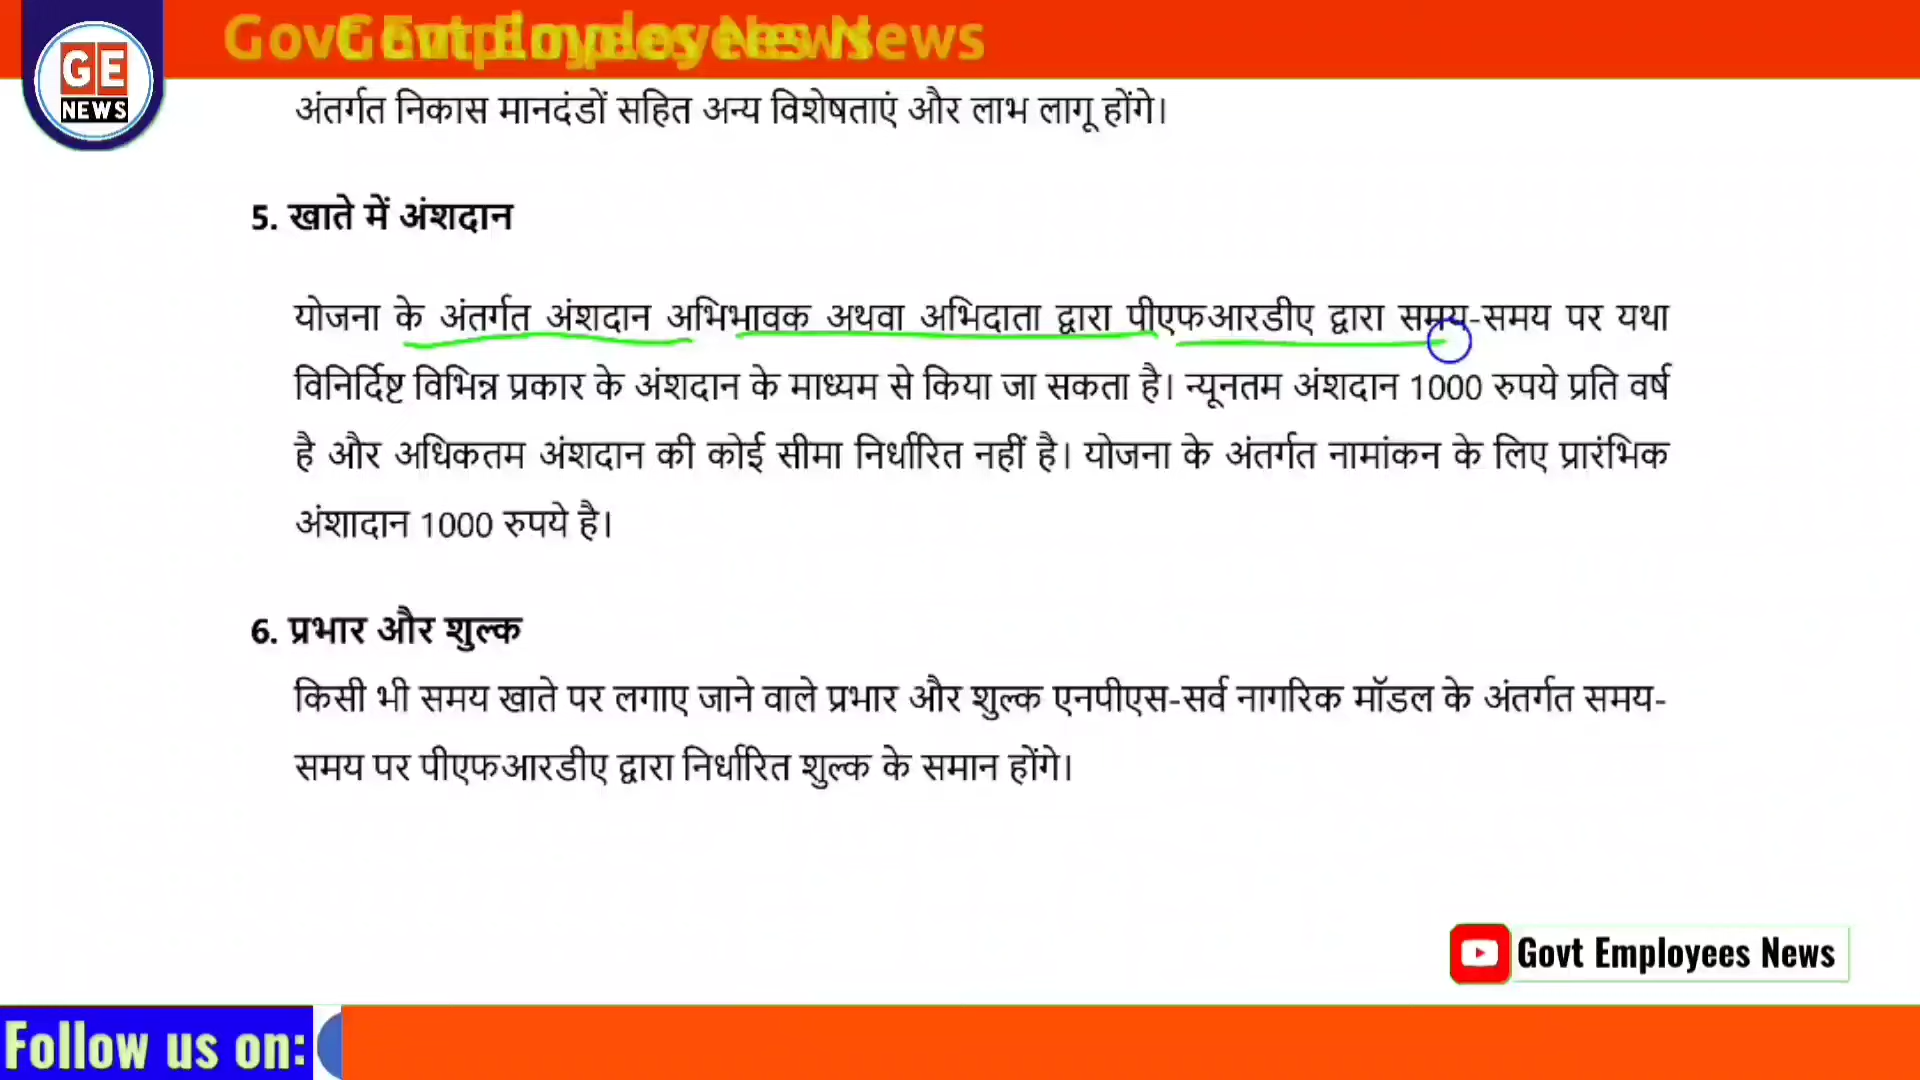 Govt Employees News
GE
NEWS
अंतर्गत निकास मानदंडों सहित अन्य विशेषताएं और लाभ लागू होंगे।
5. खाते में अंशदान
योजना के अंतर्गत अंशदान अभिभावक अथवा अभिदाता द्वारा पीएफआरडीए द्वारा समय-समय पर यथा
विनिर्दिष्ट विभिन्न प्रकार के अंशदान के माध्यम से किया जा सकता है। न्यूनतम अंशदान 1000 रुपये प्रति वर्ष
है और अधिकतम अंशदान की कोई सीमा निर्धारित नहीं है। योजना के अंतर्गत नामांकन के लिए प्रारंभिक
अंशादान 1000 रुपये है।
6. प्रभार और शुल्क
किसी भी समय खाते पर लगाए जाने वाले प्रभार और शुल्क एनपीएस-सर्व नागरिक मॉडल के अंतर्गत समय-
समय पर पीएफआरडीए द्वारा निर्धारित शुल्क के समान होंगे।
Govt Employees News
Follow us on: